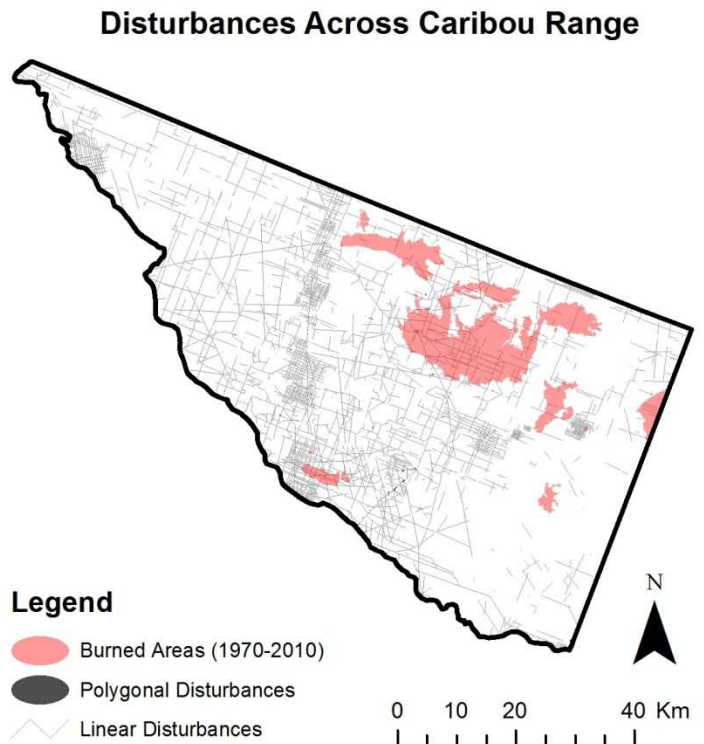 Disturbances Across Caribou Range
Legend
Burned Areas (1970-2010)
Polygonal Disturbances
Linear Disturbances
N
0 10 20 40 Km